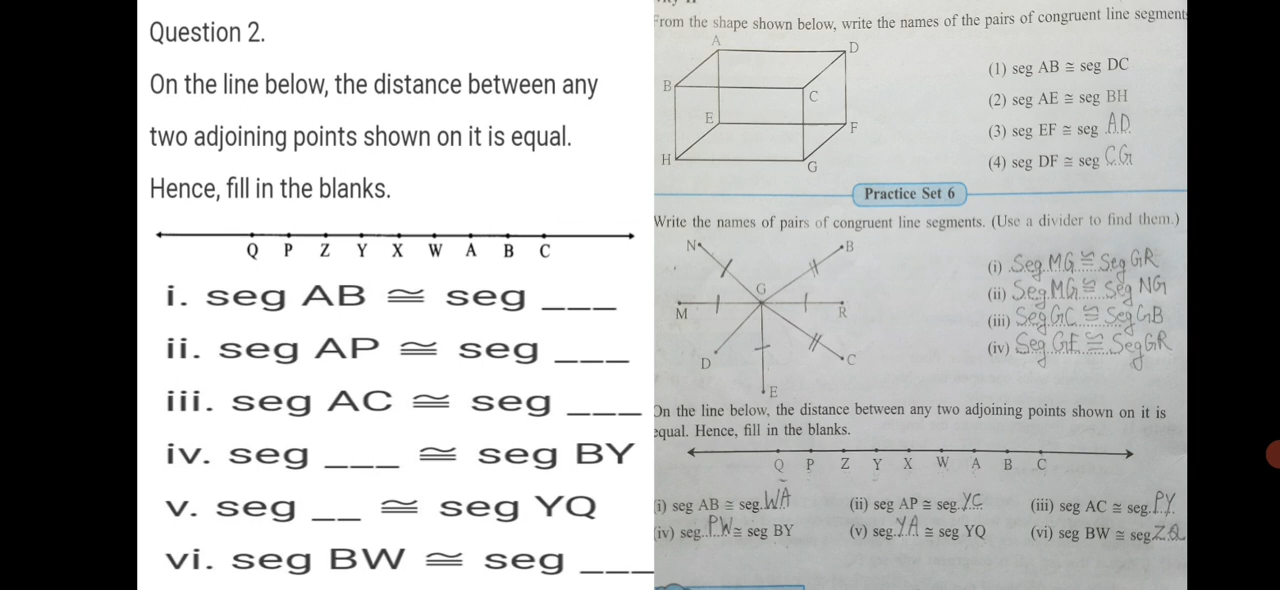 Question 2.
On the line below, the distance between any
two adjoining points shown on it is equal.
Hence, fill in the blanks.
Q P Z Y X W A B C
i. seg AB ≅ seg ___
ii. seg AP ≅ seg ___
iii. seg AC ≅ seg ___
iv. seg ___ ≅ seg BY
v. seg __ ≅ seg YQ
vi. seg BW ≅ seg ___
From the shape shown below, write the names of the pairs of congruent line segment
A
D
B
C
E
F
H
G
(1) seg AB ≅ seg DC
(2) seg AE ≅ seg BH
(3) seg EF ≅ seg A.D.
(4) seg DF ≅ seg C.G
Practice Set 6
Write the names of pairs of congruent line segments. (Use a divider to find them.)
N
B
G
M
R
D
C
E
(i) Seg MG ≅ Seg GR
(ii) Seg MG ≅ Seg NG
(iii) Seg GC ≅ Seg GB
(iv) Seg GE ≅ Seg GR
On the line below, the distance between any two adjoining points shown on it is
equal. Hence, fill in the blanks.
Q P Z Y X W A B C
i) seg AB ≅ seg WA (ii) seg AP ≅ seg YC (iii) seg AC ≅ seg PY
iv) seg PW ≅ seg BY (v) seg YA ≅ seg YQ (vi) seg BW ≅ seg ZQ